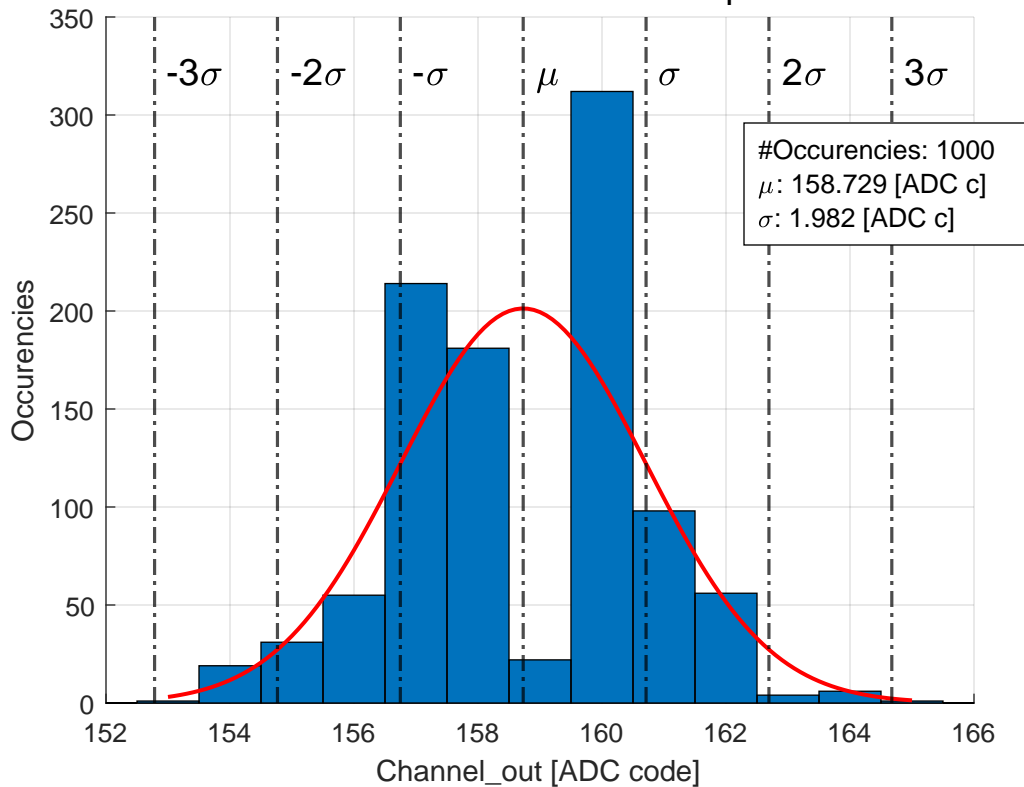 350
300
250
200
150
100
50
0
-3σ
-2σ
-σ
μ
σ
2σ
3σ
#Occurencies: 1000
μ: 158.729 [ADC c]
σ: 1.982 [ADC c]
Occurencies
152
154
156
158
160
162
164
166
Channel_out [ADC code]